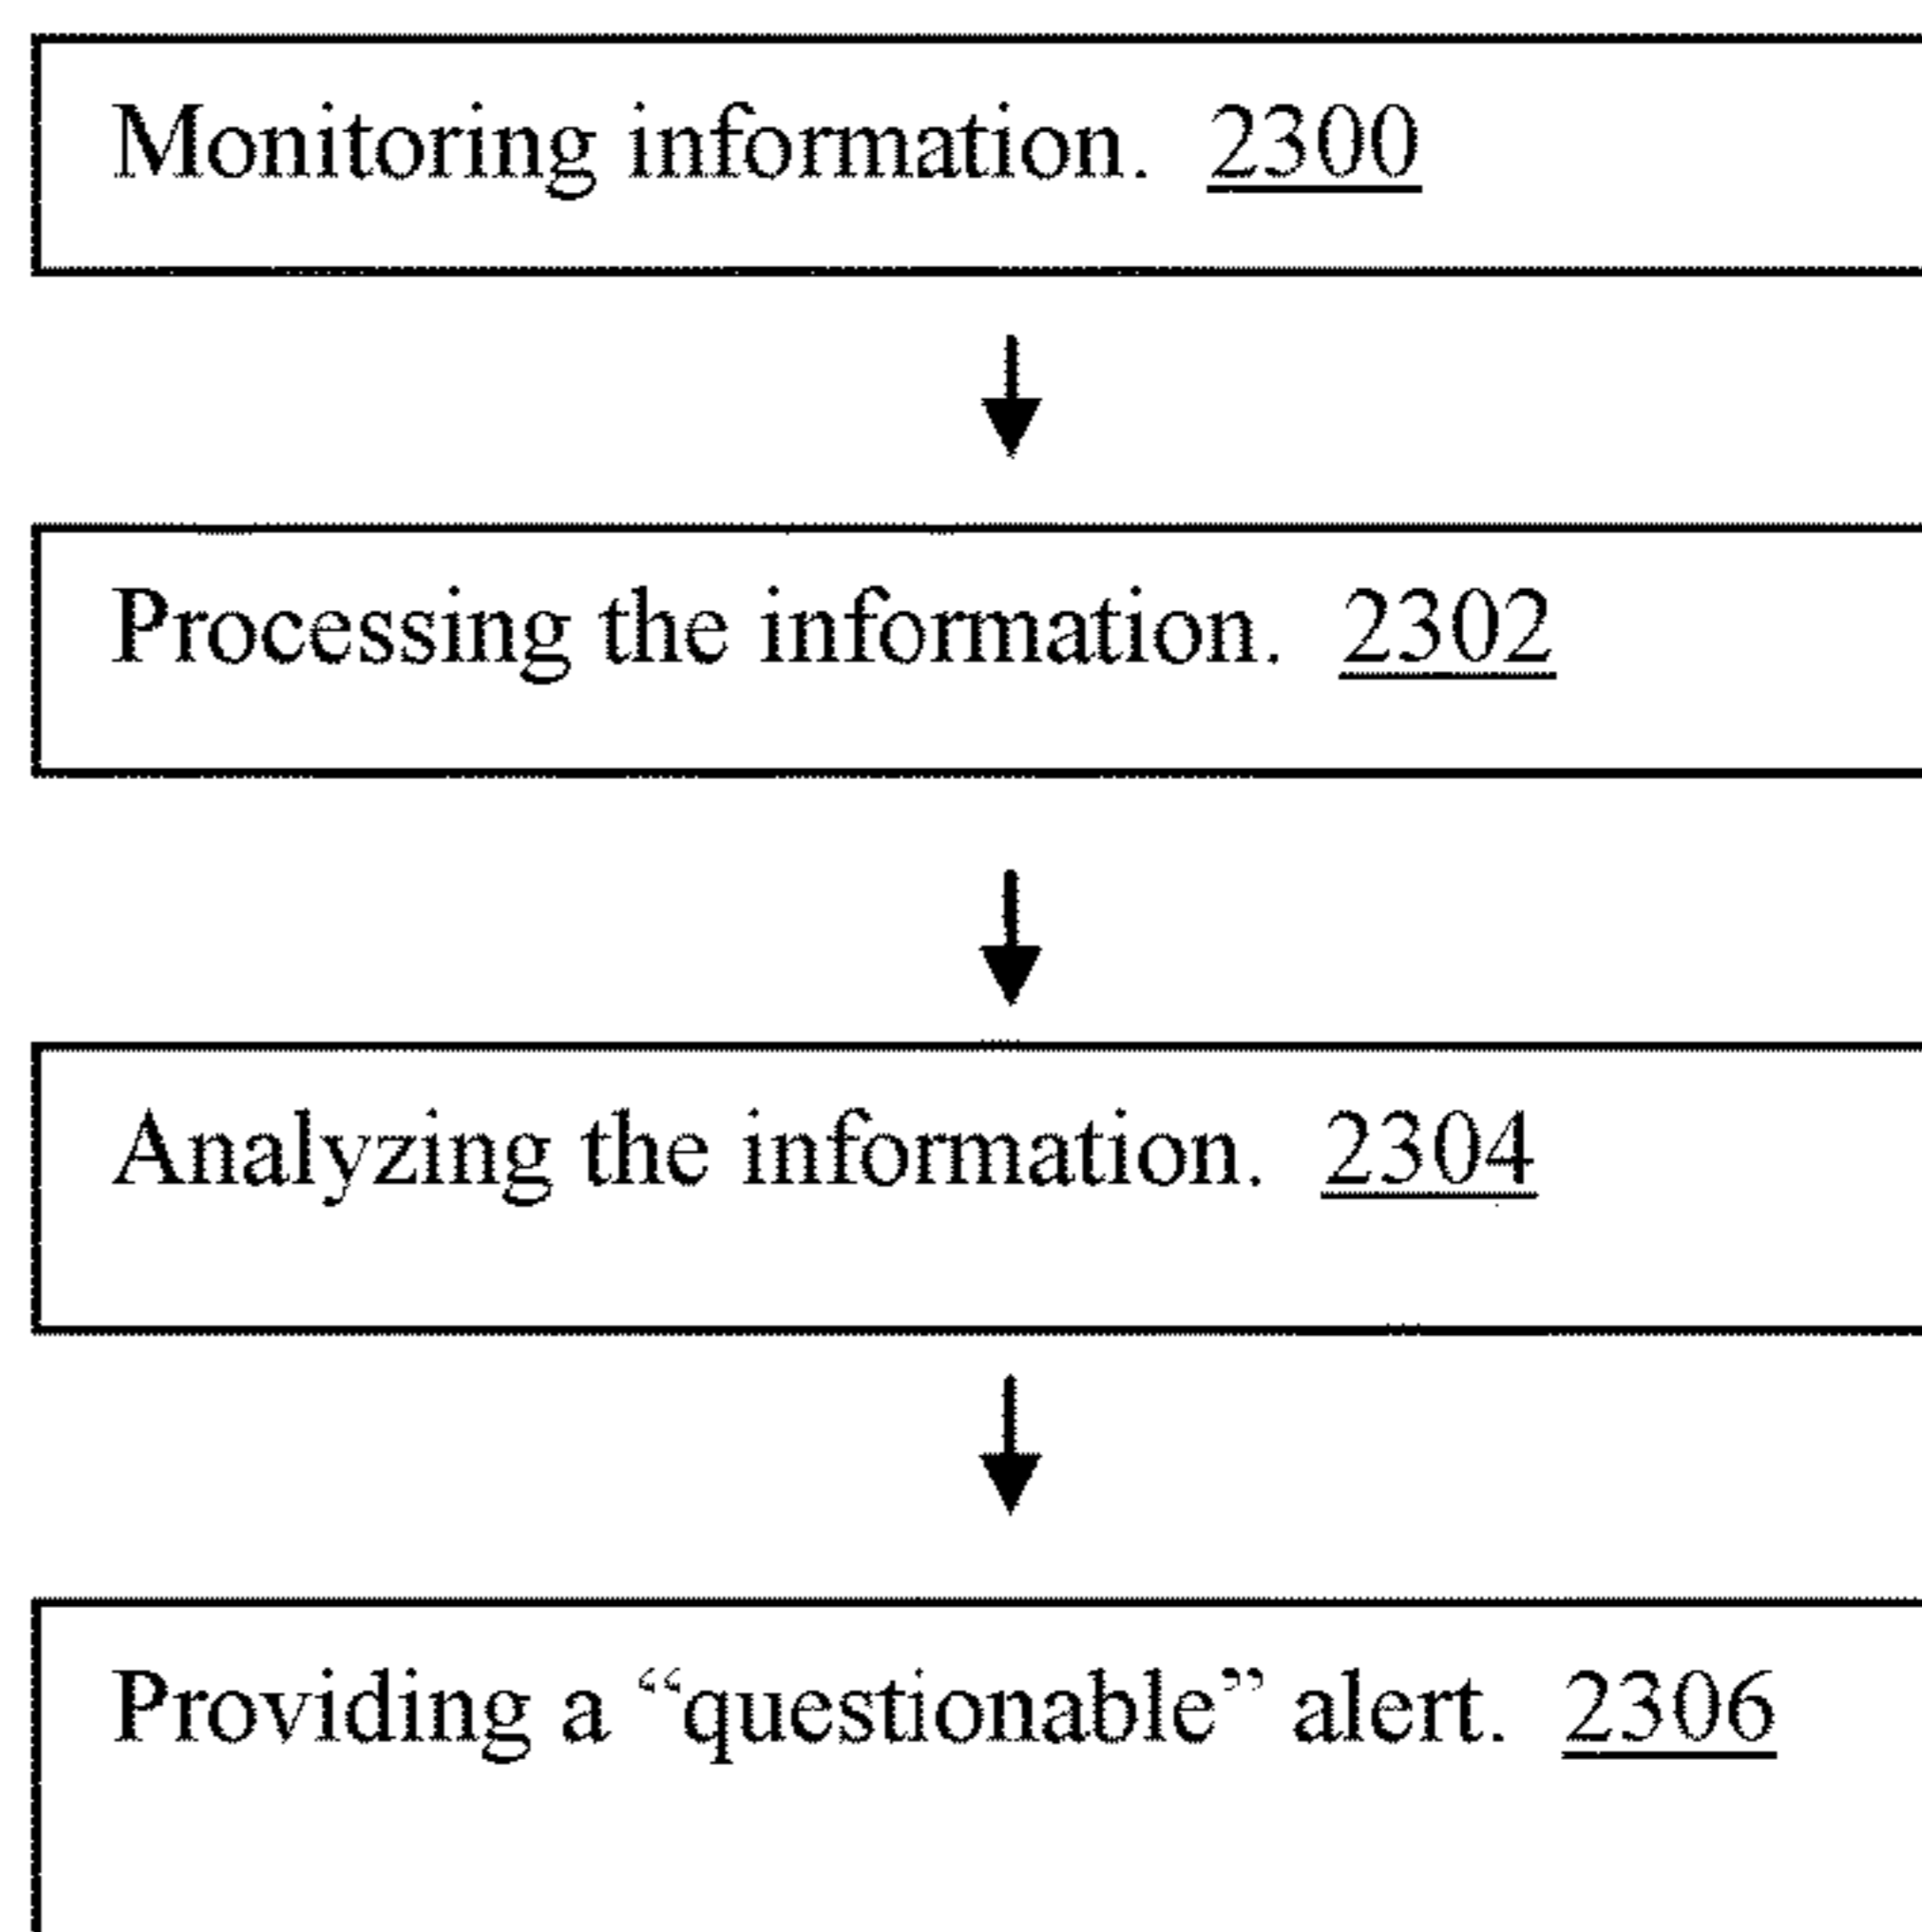 Monitoring information. 2300
Processing the information. 2302
Analyzing the information. 2304
Providing a “questionable” alert. 2306